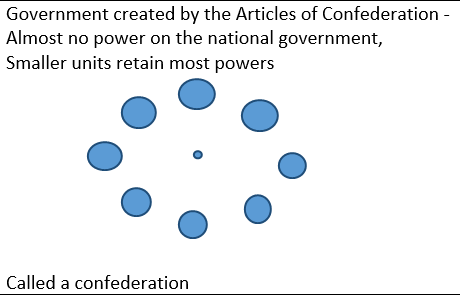 Government created by the Articles of Confederation -
Almost no power on the national government,
Smaller units retain most powers
Called a confederation